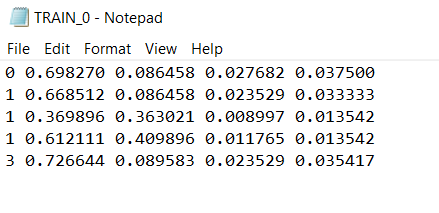 TRAIN_0 - Notepad
File Edit Format View Help
0 0.698270 0.086458 0.027682 0.037500
1 0.668512 0.086458 0.023529 0.033333
1 0.369896 0.363021 0.008997 0.013542
1 0.612111 0.409896 0.011765 0.013542
3 0.726644 0.089583 0.023529 0.035417